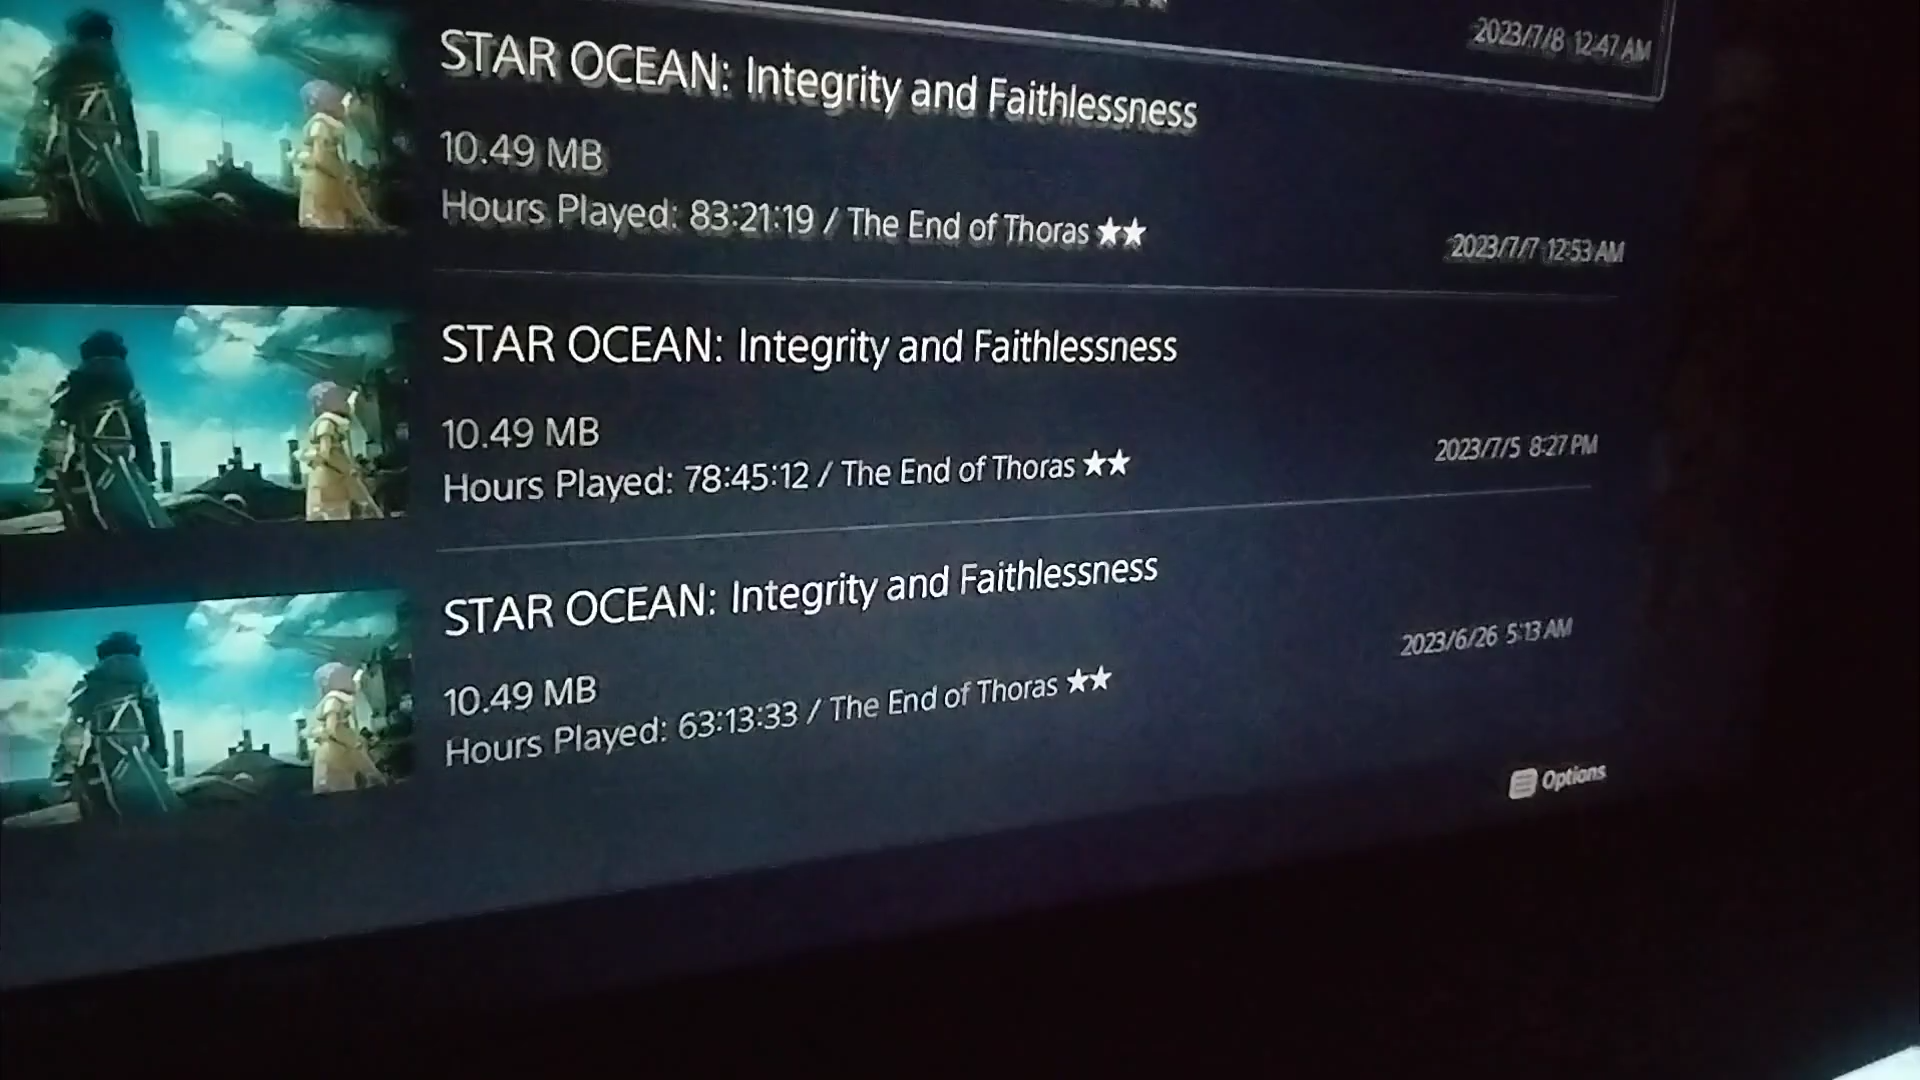 2023/7/8 12:47 AM
STAR OCEAN: Integrity and Faithlessness
10.49 MB
Hours Played: 83:21:19 / The End of Thoras ★★
2023/7/7 12:53 AM
STAR OCEAN: Integrity and Faithlessness
10.49 MB
Hours Played: 78:45:12 / The End of Thoras ★★
2023/7/5 8:27 PM
STAR OCEAN: Integrity and Faithlessness
10.49 MB
Hours Played: 63:13:33 / The End of Thoras ★★
2023/6/26 5:13 AM
Options